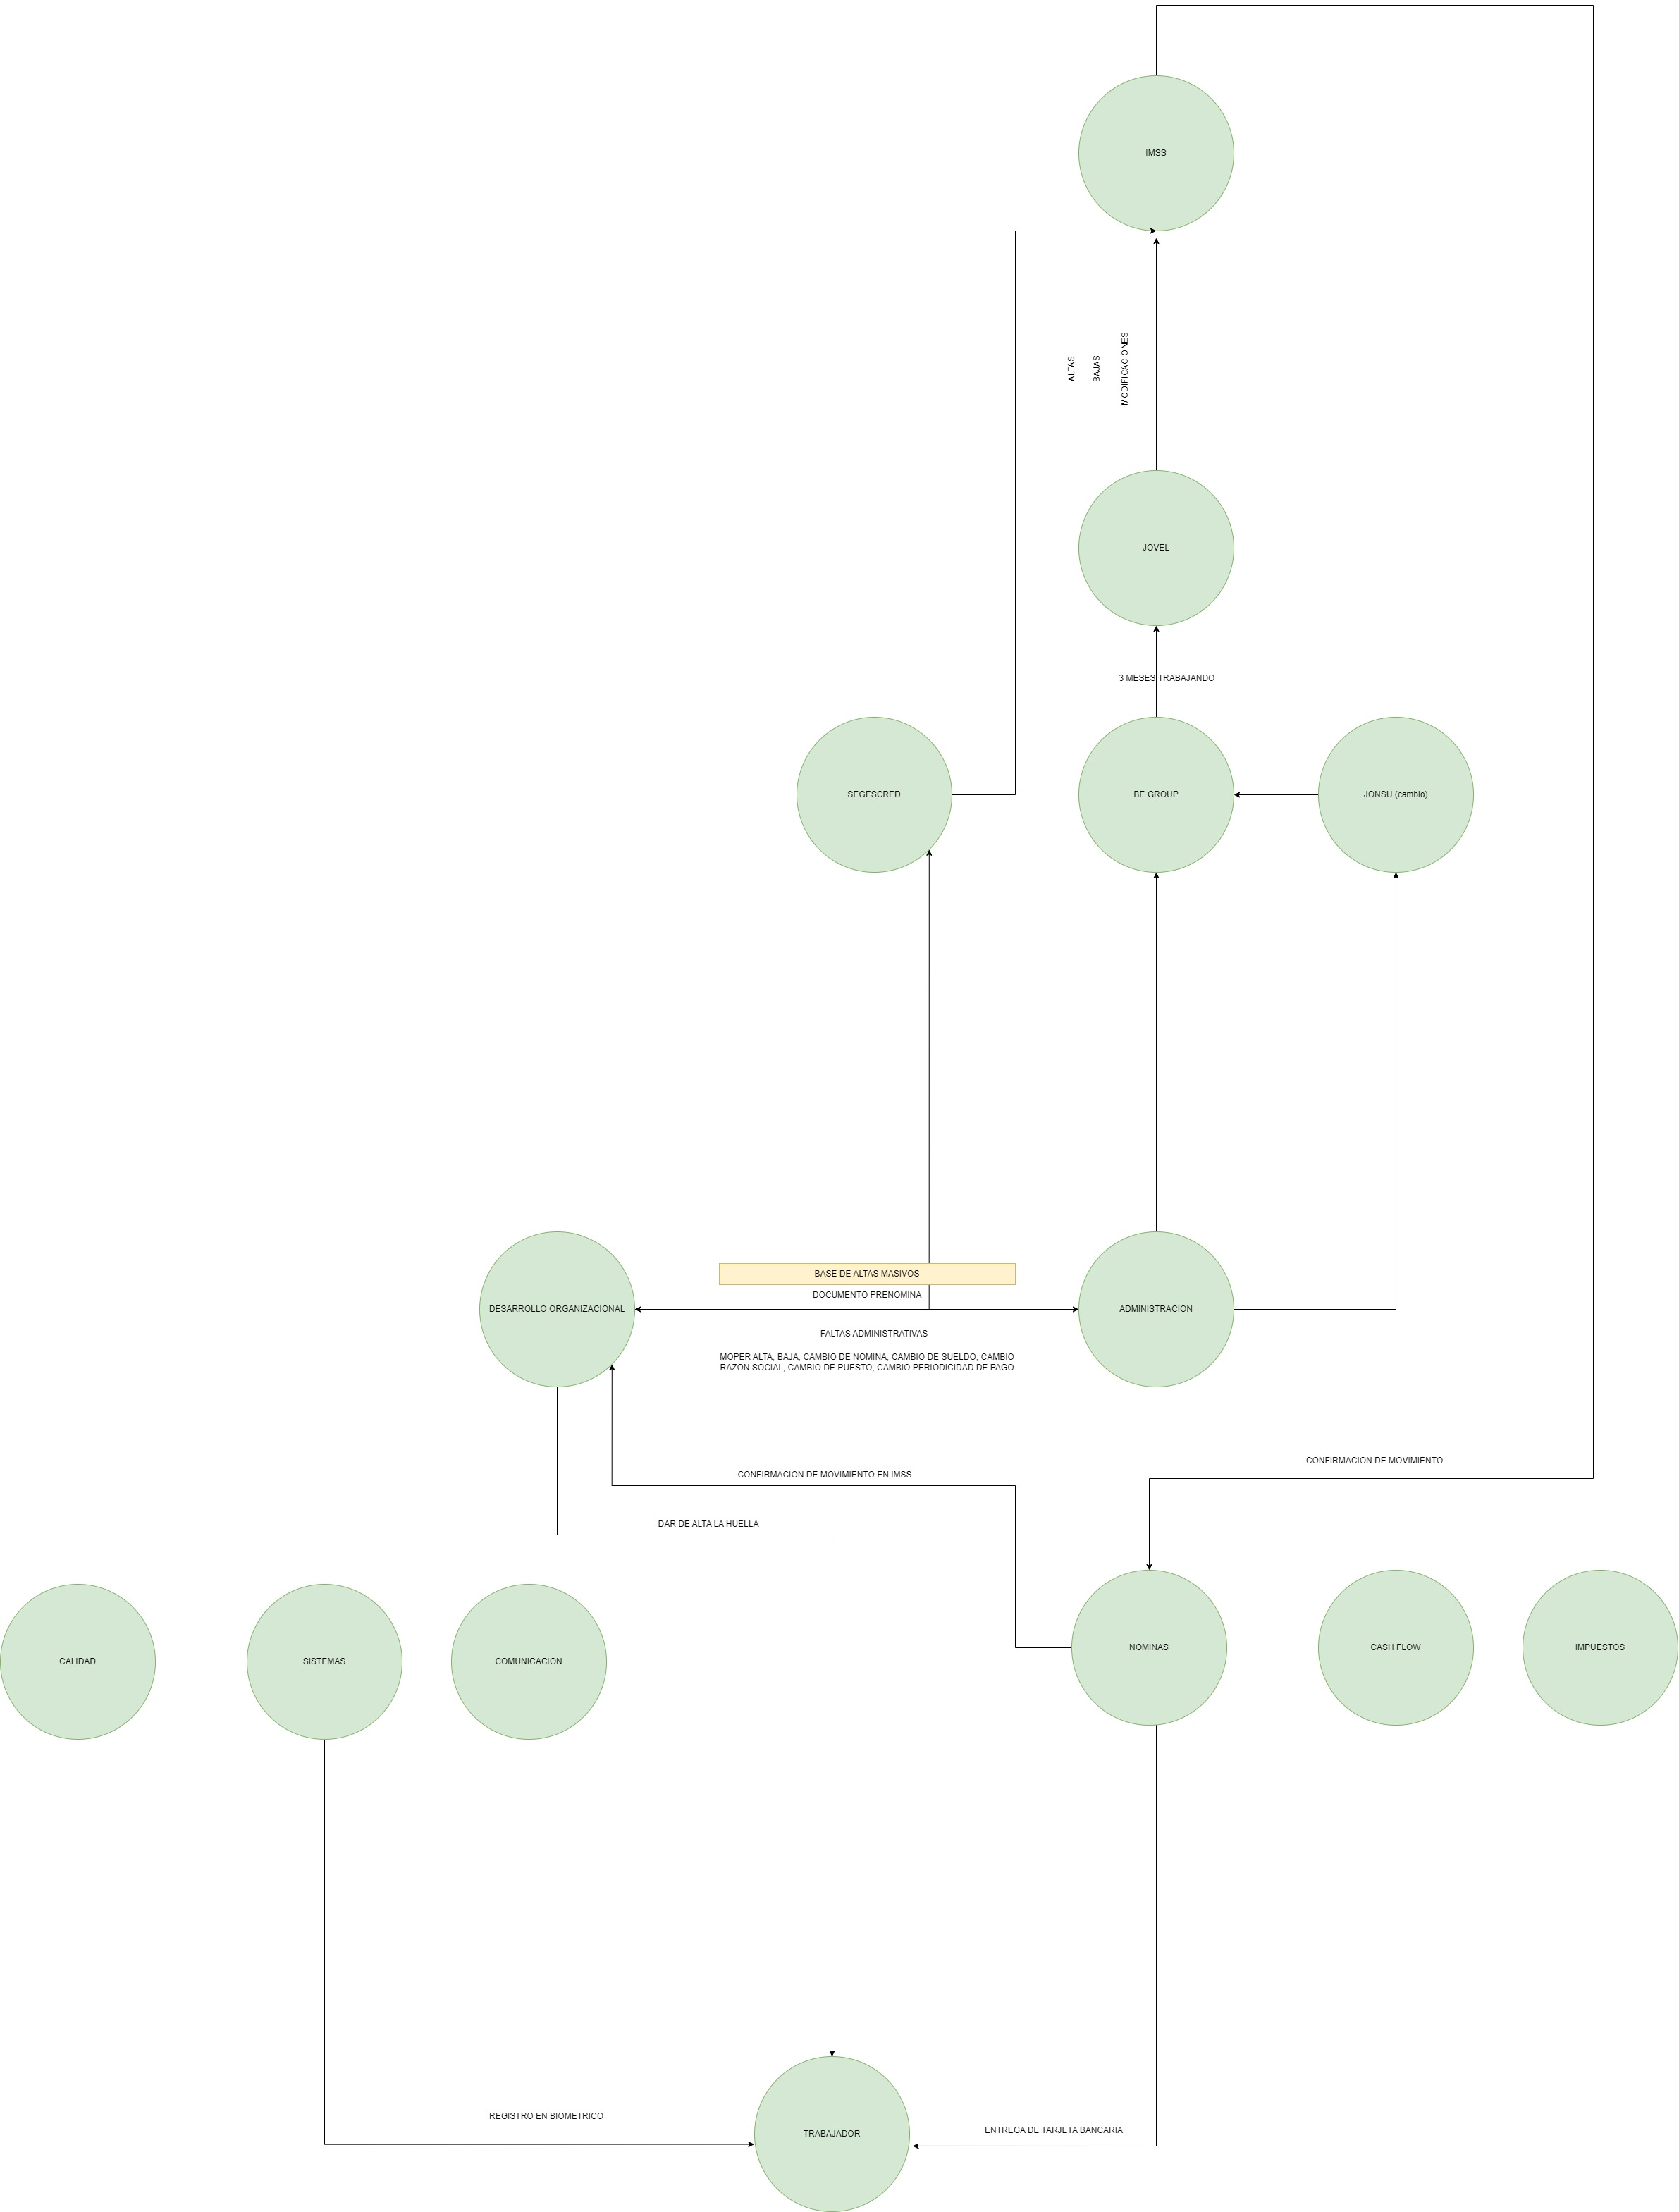 IMSS
ALTAS
BAJAS
MODIFICACIONES
JOVEL
3 MESES TRABAJANDO
SEGESCRED
BE GROUP
JONSU (cambio)
BASE DE ALTAS MASIVOS
DOCUMENTO PRENOMINA
DESARROLLO ORGANIZACIONAL
ADMINISTRACION
FALTAS ADMINISTRATIVAS
MOPER ALTA, BAJA, CAMBIO DE NOMINA, CAMBIO DE SUELDO, CAMBIO
RAZON SOCIAL, CAMBIO DE PUESTO, CAMBIO PERIODICIDAD DE PAGO
CONFIRMACION DE MOVIMIENTO
CONFIRMACION DE MOVIMIENTO EN IMSS
DAR DE ALTA LA HUELLA
CALIDAD
SISTEMAS
COMUNICACION
NOMINAS
CASH FLOW
IMPUESTOS
REGISTRO EN BIOMETRICO
TRABAJADOR
ENTREGA DE TARJETA BANCARIA